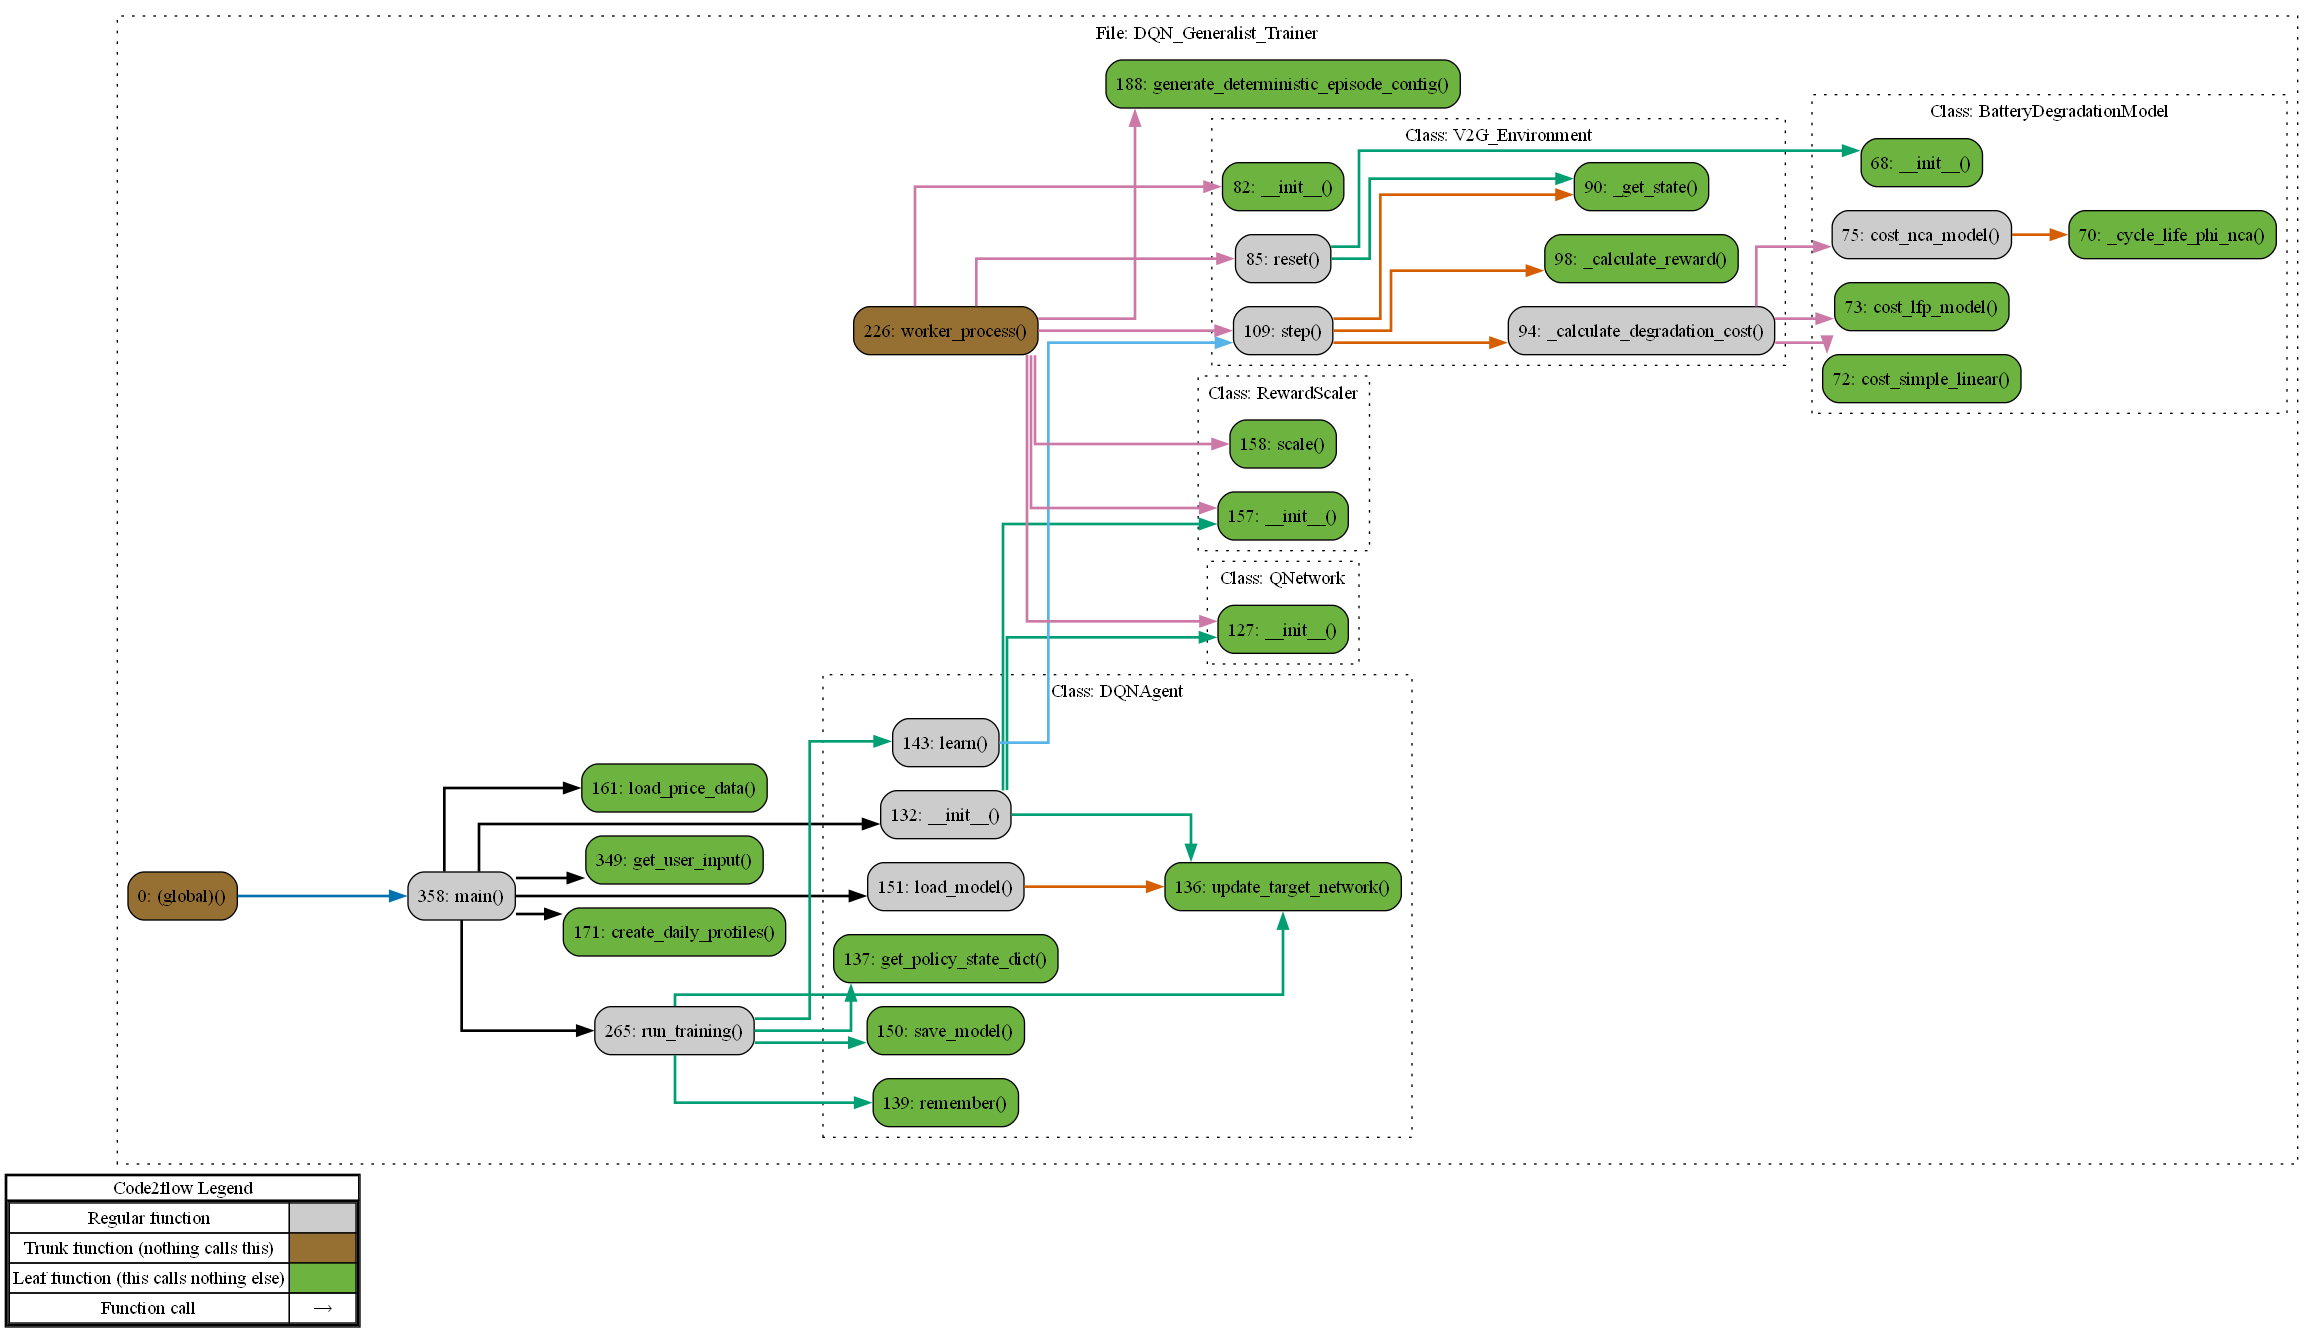 File: DQN_Generalist_Trainer
188: generate_deterministic_episode_config()
Class: BatteryDegradationModel
Class: V2G_Environment
68: __init__()
82: __init__()
90: _get_state()
75: cost_nca_model()
70: _cycle_life_phi_nca()
85: reset()
98: _calculate_reward()
73: cost_lfp_model()
226: worker_process()
109: step()
94: _calculate_degradation_cost()
72: cost_simple_linear()
Class: RewardScaler
158: scale()
157: __init__()
Class: QNetwork
127: __init__()
Class: DQNAgent
143: learn()
161: load_price_data()
132: __init__()
349: get_user_input()
0: (global)()
358: main()
151: load_model()
136: update_target_network()
171: create_daily_profiles()
137: get_policy_state_dict()
265: run_training()
150: save_model()
139: remember()
Code2flow Legend
Regular function
Trunk function (nothing calls this)
Leaf function (this calls nothing else)
Function call →